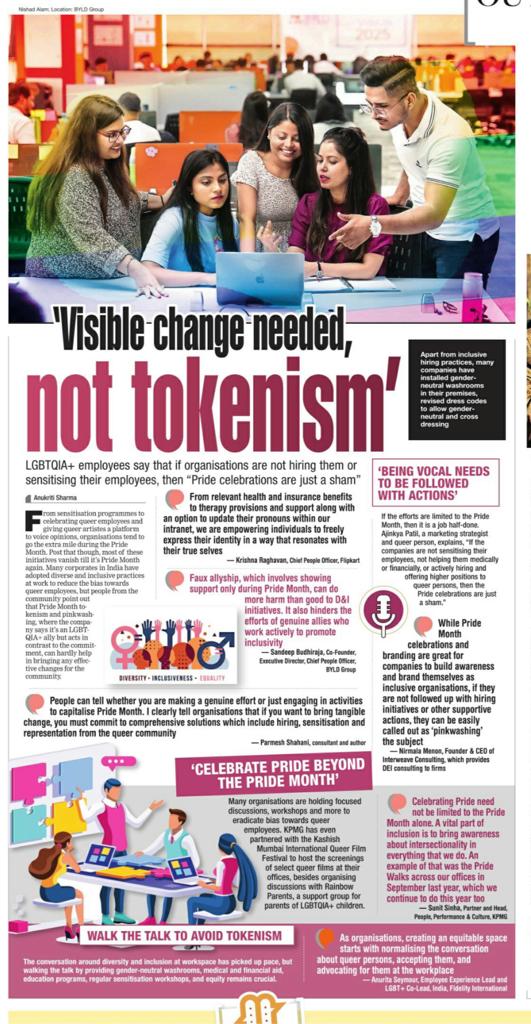 Nishad Alam; Location: BYLD Group
2025
'Visible change needed,
not tokenism'
Apart from inclusive
hiring practices, many
companies have
installed gender-
neutral washrooms
in their premises,
revised dress codes
to allow gender-
neutral and cross
dressing
LGBTQIA+ employees say that if organisations are not hiring them or
sensitising their employees, then "Pride celebrations are just a sham"
Anukriti Sharma
From sensitisation programmes to
celebrating queer employees and
giving queer artistes a platform
to voice opinions, organisations tend to
go the extra mile during the Pride
Month. Post that though, most of these
initiatives vanish till it's Pride Month
again. Many corporates in India have
adopted diverse and inclusive practices
at work to reduce the bias towards
queer employees, but people from the
community point out
that Pride Month to-
kenism and pinkwash-
ing, where the compa-
ny says it's an LGBT-
QIA+ ally but acts in
contrast to the commit-
ment, can hardly help
in bringing any effec-
tive changes for the
community.
From relevant health and insurance benefits
to therapy provisions and support along with
an option to update their pronouns within our
intranet, we are empowering individuals to freely
express their identity in a way that resonates with
their true selves
— Krishna Raghavan, Chief People Officer, Flipkart
Faux allyship, which involves showing
support only during Pride Month, can do
more harm than good to D&I
initiatives. It also hinders the
efforts of genuine allies who
work actively to promote
inclusivity
— Sandeep Budhiraja, Co-Founder,
Executive Director, Chief People Officer,
BYLD Group
DIVERSITY • INCLUSIVENESS • EQUALITY
People can tell whether you are making a genuine effort or just engaging in activities
to capitalise Pride Month. I clearly tell organisations that if you want to bring tangible
change, you must commit to comprehensive solutions which include hiring, sensitisation and
representation from the queer community
— Parmesh Shahani, consultant and author
'BEING VOCAL NEEDS
TO BE FOLLOWED
WITH ACTIONS'
If the efforts are limited to the Pride
Month, then it is a job half-done.
Ajinkya Patil, a marketing strategist
and queer person, explains, "If the
companies are not sensitising their
employees, not helping them medically
or financially, or actively hiring and
offering higher positions to
queer persons, then the
Pride celebrations are just
a sham."
While Pride
Month
celebrations and
branding are great for
companies to build awareness
and brand themselves as
inclusive organisations, if they
are not followed up with hiring
initiatives or other supportive
actions, they can be easily
called out as 'pinkwashing'
the subject
— Nirmala Menon, Founder & CEO of
Interweave Consulting, which provides
DEI consulting to firms
'CELEBRATE PRIDE BEYOND
THE PRIDE MONTH'
Many organisations are holding focused
discussions, workshops and more to
eradicate bias towards queer
employees. KPMG has even
partnered with the Kashish
Mumbai International Queer Film
Festival to host the screenings
of select queer films at their
offices, besides organising
discussions with Rainbow
Parents, a support group for
parents of LGBTQIA+ children.
Celebrating Pride need
not be limited to the Pride
Month alone. A vital part of
inclusion is to bring awareness
about intersectionality in
everything that we do. An
example of that was the Pride
Walks across our offices in
September last year, which we
continue to do this year too
— Sunit Sinha, Partner and Head,
People, Performance & Culture, KPMG
WALK THE TALK TO AVOID TOKENISM
The conversation around diversity and inclusion at workspace has picked up pace, but
walking the talk by providing gender-neutral washrooms, medical and financial aid,
education programs, regular sensitisation workshops, and equity remains crucial.
As organisations, creating an equitable space
starts with normalising the conversation
about queer persons, accepting them, and
advocating for them at the workplace
— Anurita Seymour, Employee Experience Lead and
LGBT+ Co-Lead, India, Fidelity International